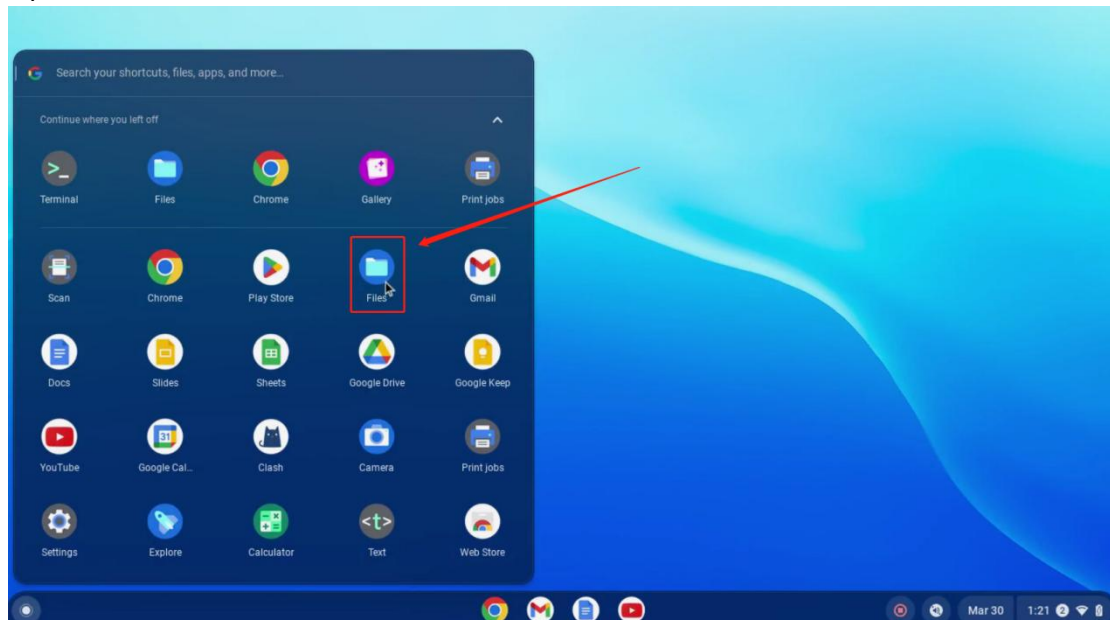 Search your shortcuts, files, apps, and more...
Continue where you left off
Terminal Files Chrome Gallery Print jobs
Scan Chrome Play Store Files Gmail
31
Docs Slides Sheets Google Drive Google Keep
YouTube Google Cal... Clash Camera Print jobs
<t>
Settings Explore Calculator Text Web Store
Mar 30 1:21 2